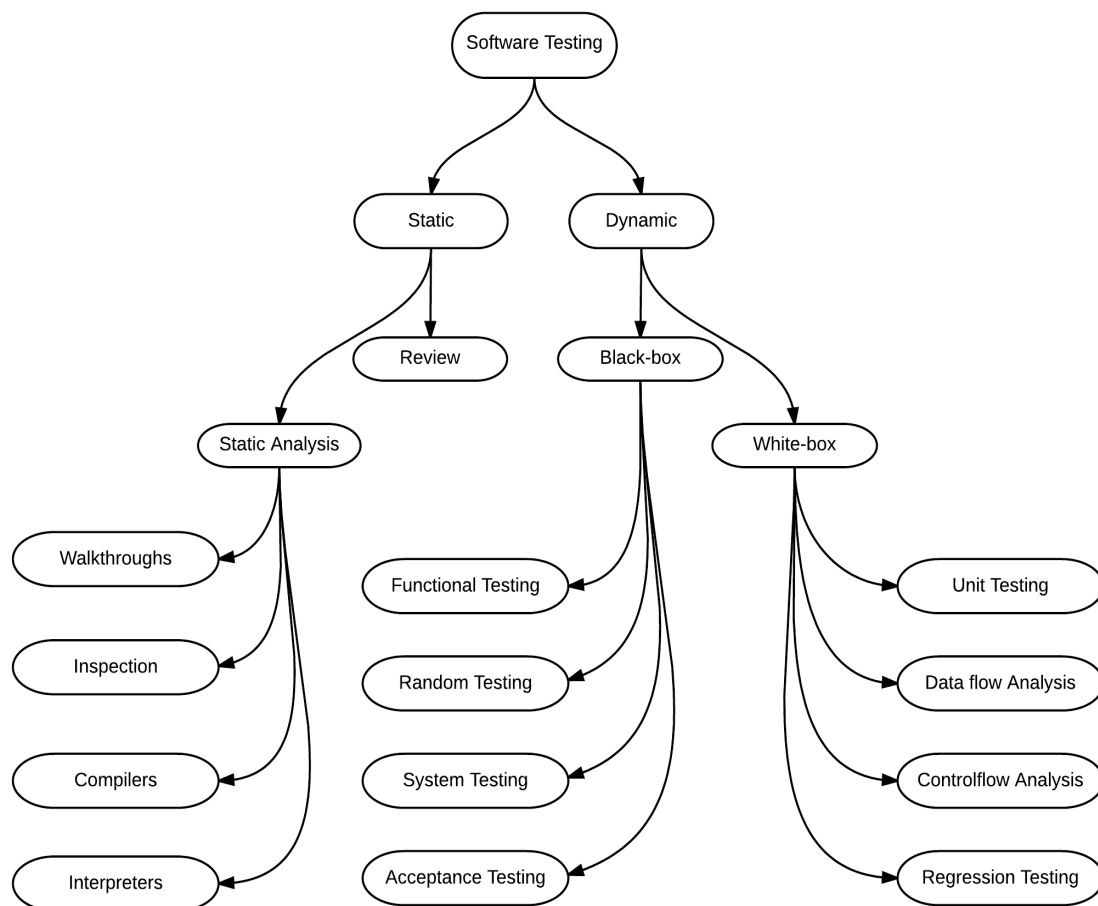 Software Testing
Static
Dynamic
Review
Black-box
Static Analysis
White-box
Walkthroughs
Functional Testing
Unit Testing
Inspection
Random Testing
Data flow Analysis
Compilers
System Testing
Controlflow Analysis
Interpreters
Acceptance Testing
Regression Testing